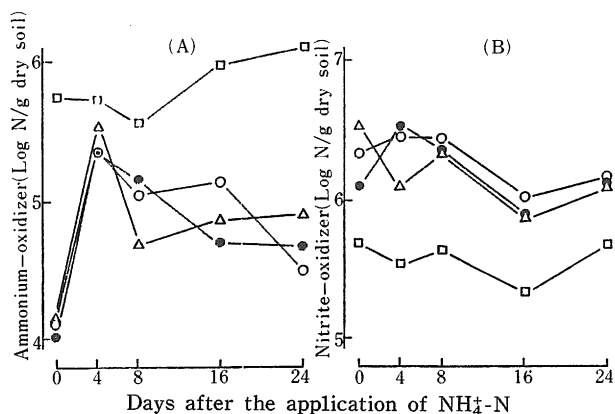 (A)
(B)
Ammonium-oxidizer(Log N/g dry soil)
6
5
4
0 4 8 16 24
Nitrite-oxidizer(Log N/g dry soil)
7
6
5
0 4 8 16 24
Days after the application of NH₄⁺-N